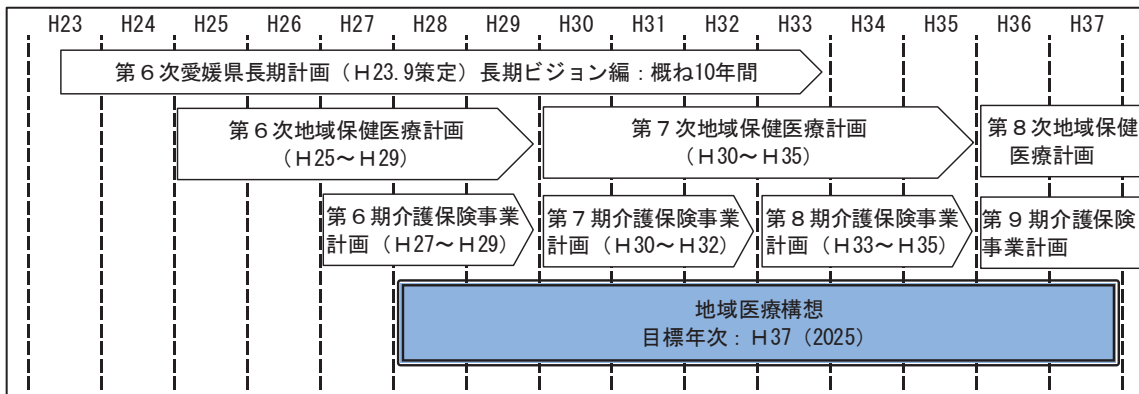 H23 H24 H25 H26 H27 H28 H29 H30 H31 H32 H33 H34 H35 H36 H37
第６次愛媛県長期計画（Ｈ23.9策定）長期ビジョン編：概ね10年間
第６次地域保健医療計画
（Ｈ25～Ｈ29）
第７次地域保健医療計画
（Ｈ30～Ｈ35）
第８次地域保健
医療計画
第６期介護保険事業
計画（Ｈ27～Ｈ29）
第７期介護保険事業
計画（Ｈ30～Ｈ32）
第８期介護保険事業
計画（Ｈ33～Ｈ35）
第９期介護保険
事業計画
地域医療構想
目標年次：Ｈ37（2025）